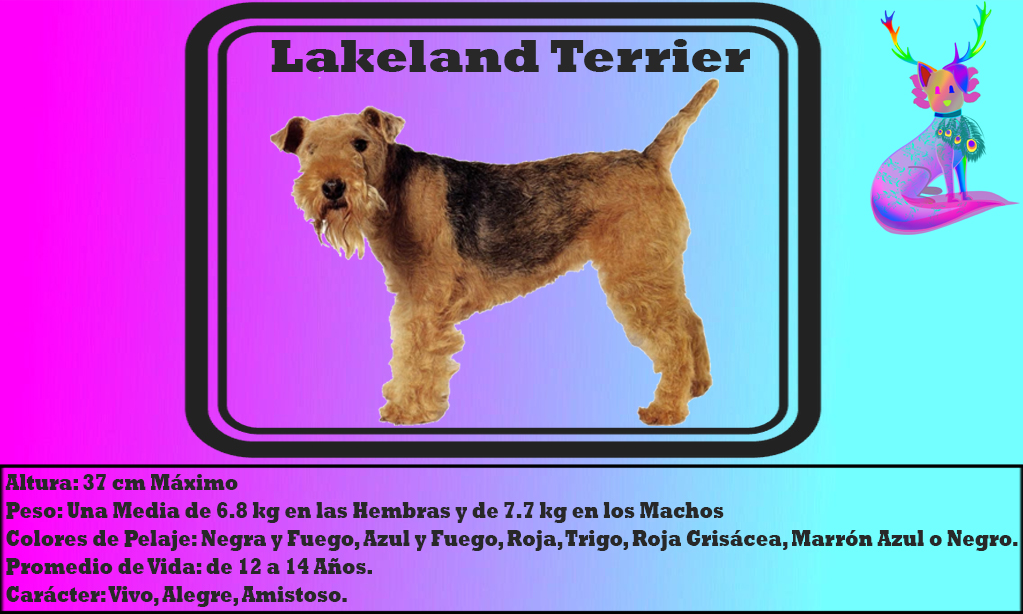 Lakeland Terrier
Altura: 37 cm Máximo
Peso: Una Media de 6.8 kg en las Hembras y de 7.7 kg en los Machos
Colores de Pelaje: Negra y Fuego, Azul y Fuego, Roja, Trigo, Roja Grisácea, Marrón Azul o Negro.
Promedio de Vida: de 12 a 14 Años.
Carácter: Vivo, Alegre, Amistoso.